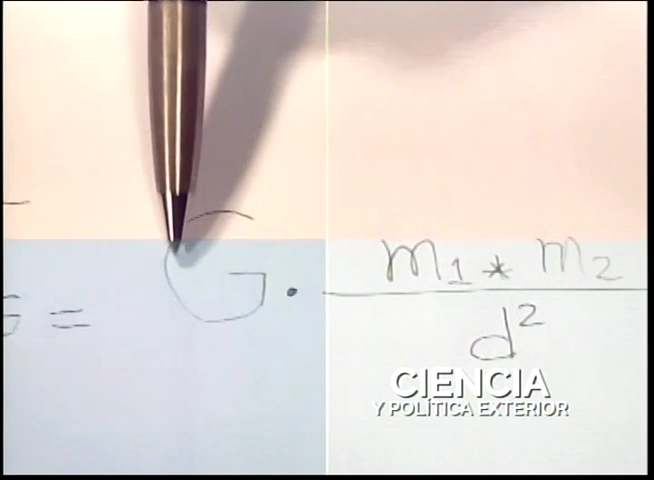 = G · m₁ * m₂
d²
CIENCIA
Y POLÍTICA EXTERIOR